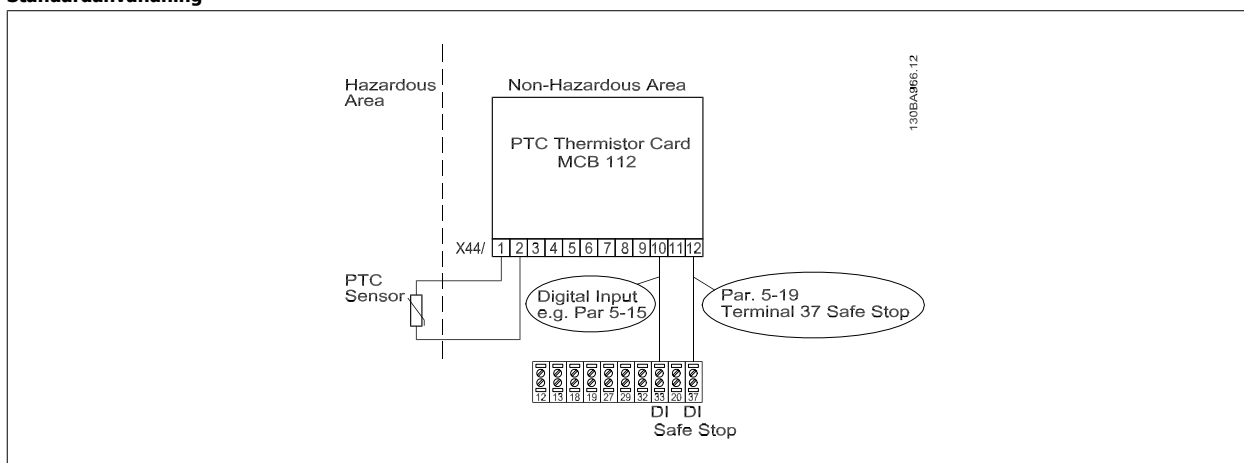 Standardanvändning
130BA966.12
Hazardous
Area
Non-Hazardous Area
PTC Thermistor Card
MCB 112
X44/ 1 2 3 4 5 6 7 8 9 10 11 12
PTC
Sensor
Digital Input
e.g. Par 5-15
Par. 5-19
Terminal 37 Safe Stop
12 13 18 19 27 29 32 33 20 37
DI DI
Safe Stop